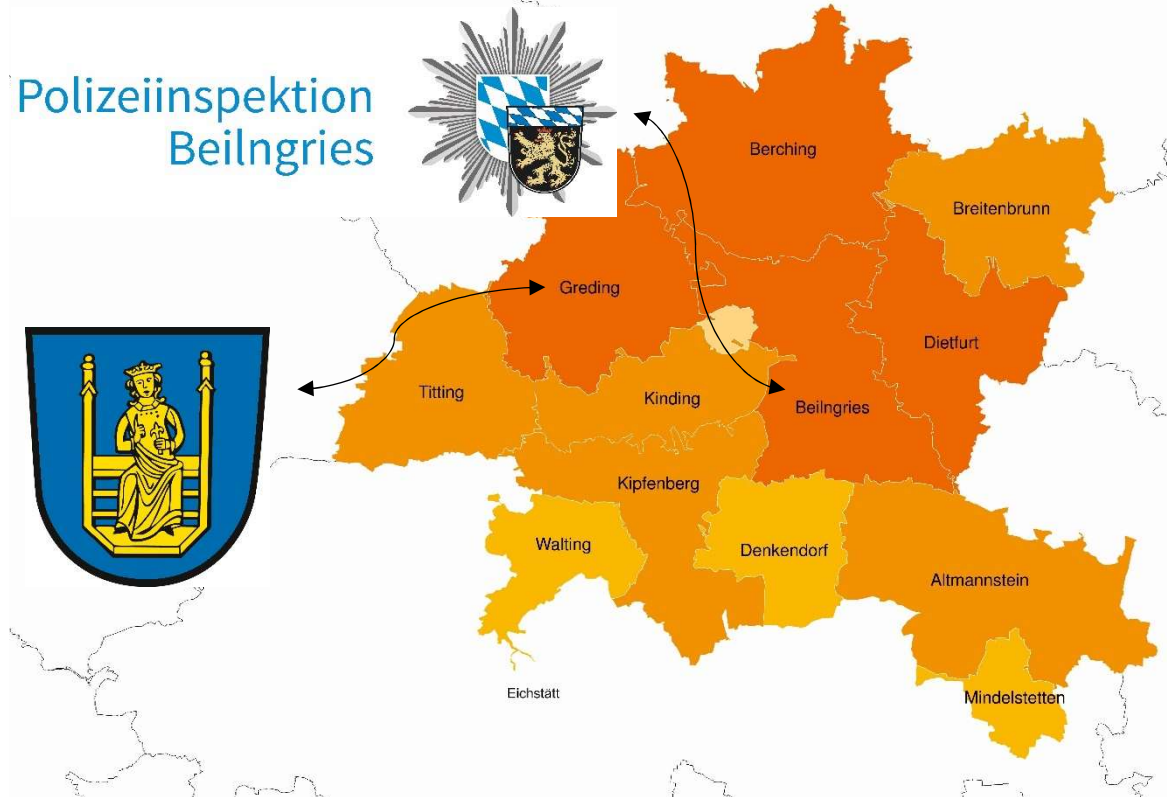 Polizeiinspektion
Beilngries
Berching
Breitenbrunn
Greding
Dietfurt
Titting
Kinding
Beilngries
Kipfenberg
Walting
Denkendorf
Altmannstein
Eichstätt
Mindelstetten